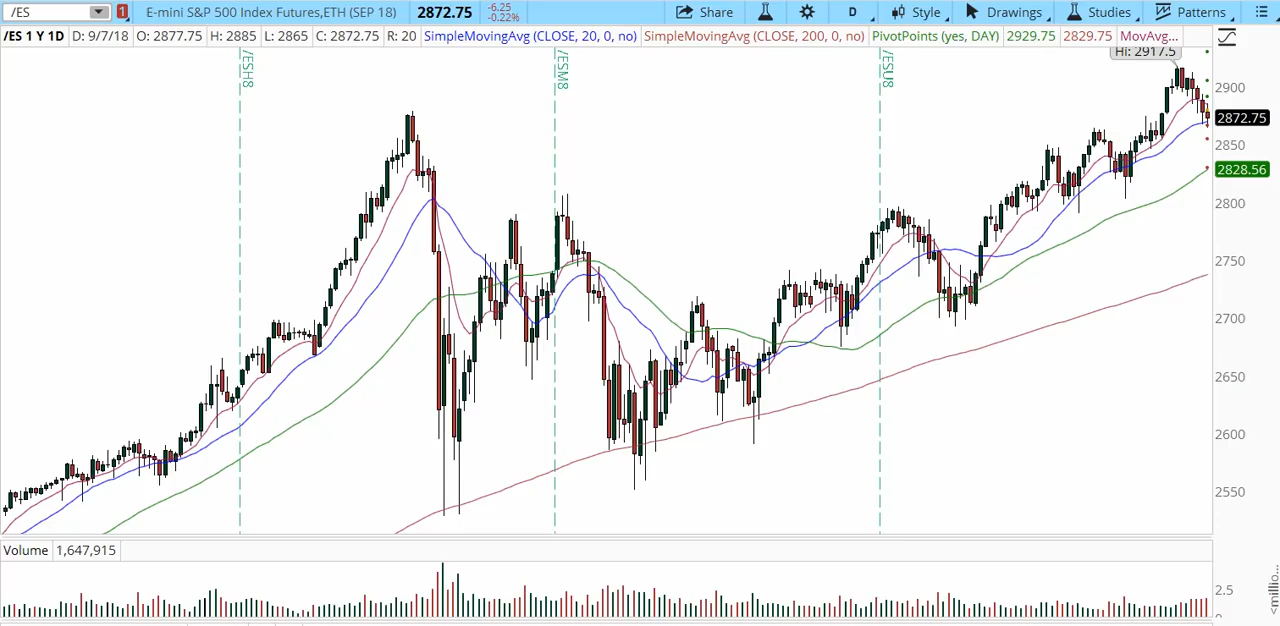 /ES 1 E-mini S&P 500 Index Futures,ETH (SEP 18) 2872.75 -6.25 -0.22% Share D Style Drawings Studies Patterns
/ES 1 Y 1D D: 9/7/18 O: 2877.75 H: 2885 L: 2865 C: 2872.75 R: 20 SimpleMovingAvg (CLOSE, 20, 0, no) SimpleMovingAvg (CLOSE, 200, 0, no) PivotPoints (yes, DAY) 2929.75 2829.75 MovAvg...
/ESH8
/ESM8
/ESU8
Hi: 2917.5
2900
2872.75
2850
2828.56
2800
2750
2700
2650
2600
2550
Volume 1,647,915
2.5
0
<millio...